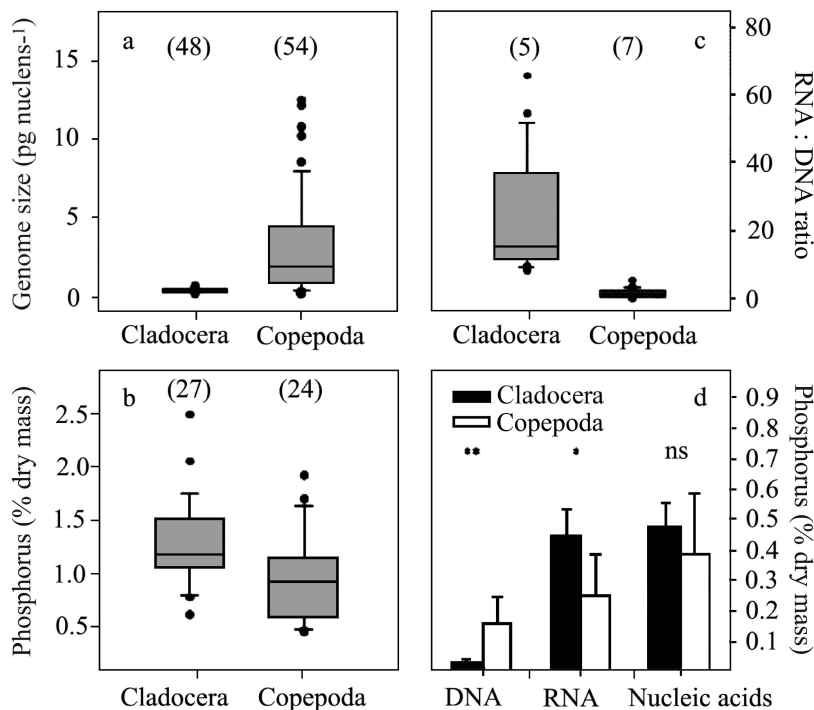 Genome size (pg nuclens-¹)
15
10
5
0
a
(48)
(54)
Cladocera
Copepoda
(5)
(7)
c
80
60
40
20
0
RNA : DNA ratio
Cladocera
Copepoda
Phosphorus (% dry mass)
2.5
2.0
1.5
1.0
0.5
b
(27)
(24)
Cladocera
Copepoda
Cladocera
Copepoda
d
** * ns
0.9
0.8
0.7
0.6
0.5
0.4
0.3
0.2
0.1
Phosphorus (% dry mass)
DNA RNA Nucleic acids